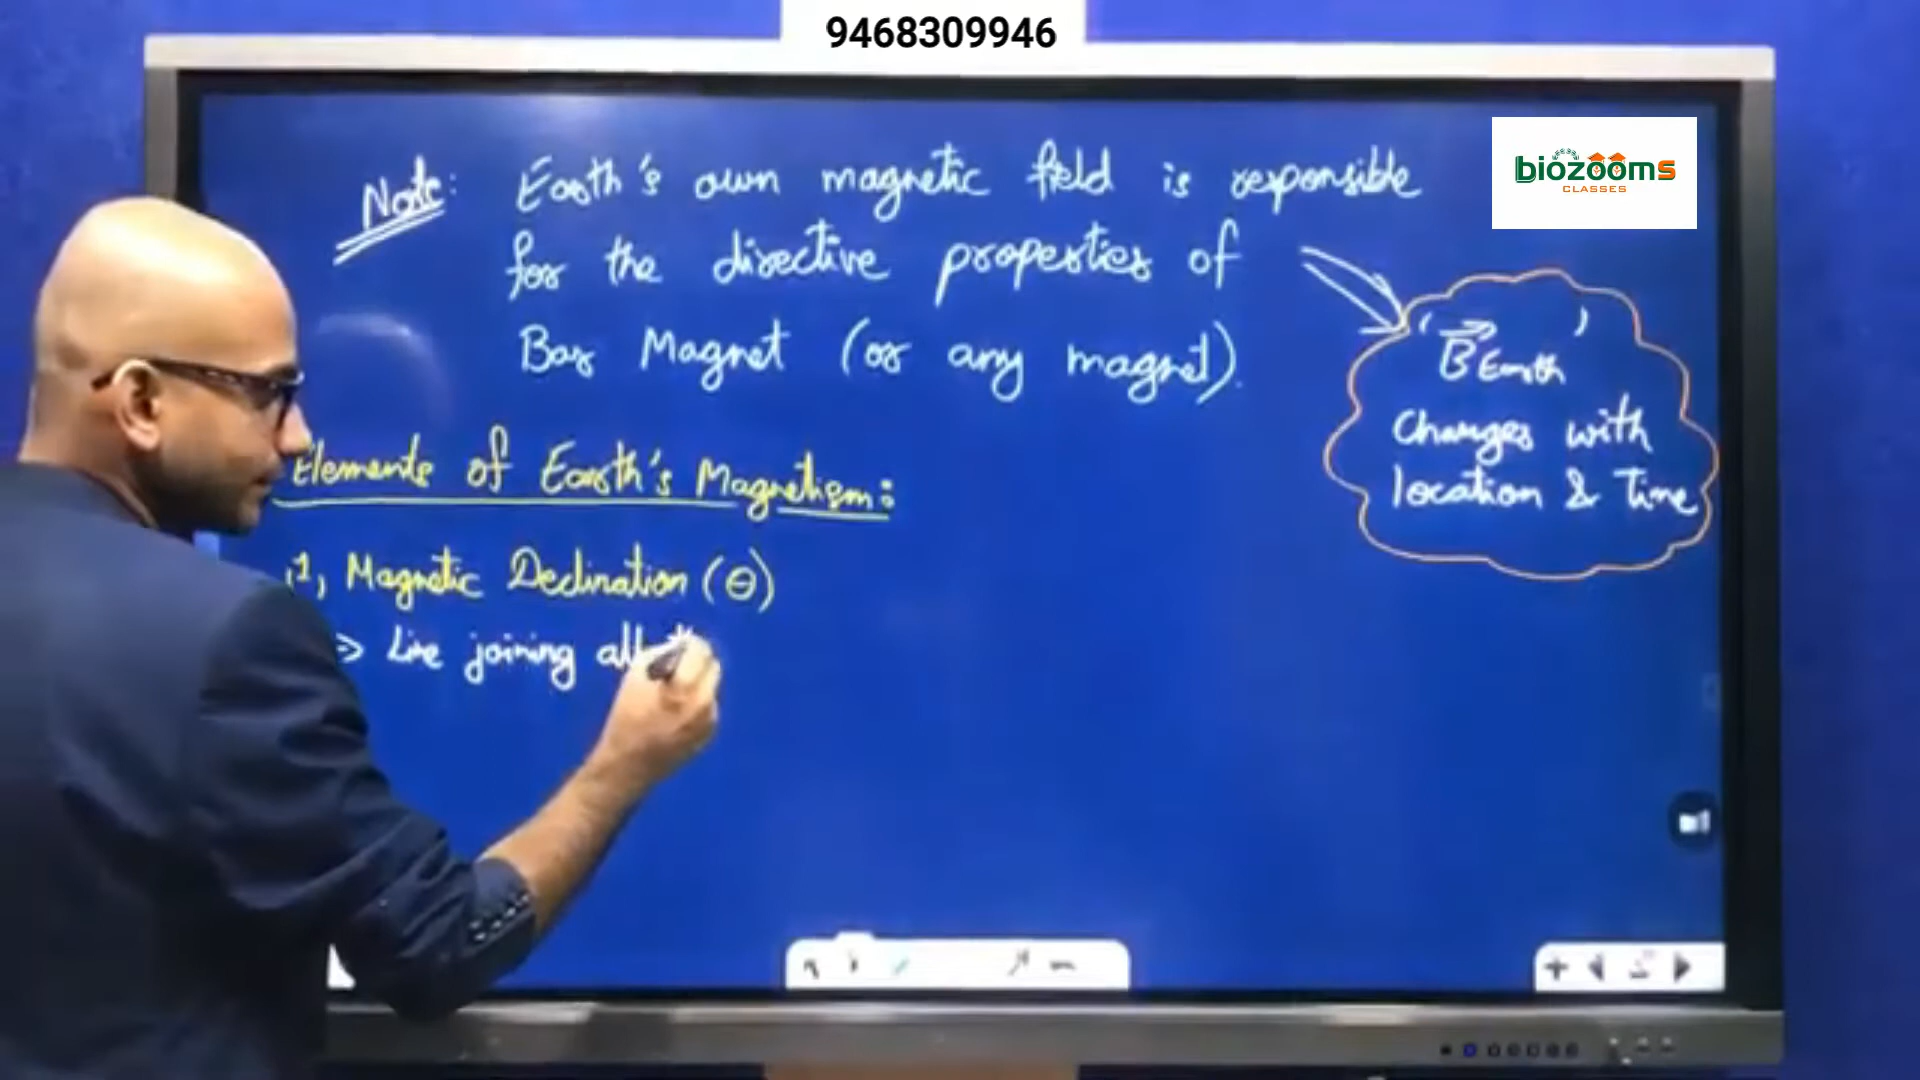 9468309946
biozooms
CLASSES
Note: Earth's own magnetic field is responsible
for the directive properties of
Bar Magnet (or any magnet).
( B Earth )
Changes with
location & Time
Elements of Earth's Magnetism:
1, Magnetic Declination (θ)
=> Line joining all